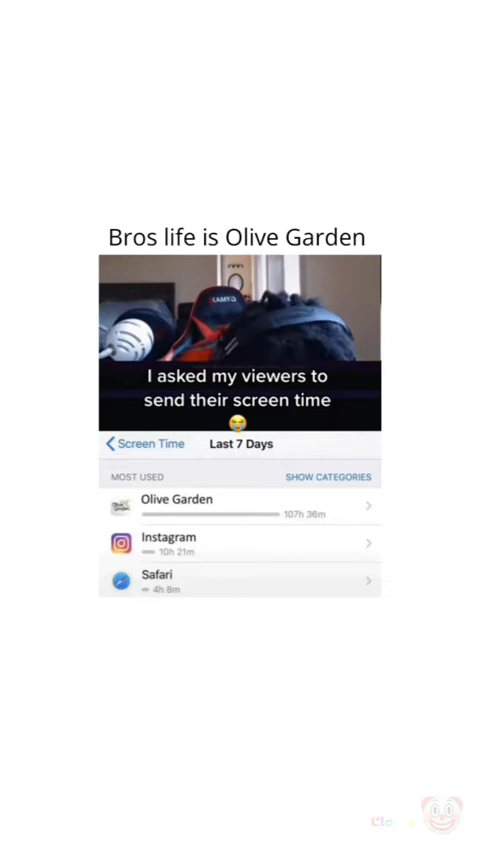 Bros life is Olive Garden
KAMYO
I asked my viewers to
send their screen time
😭
Screen Time
Last 7 Days
MOST USED
SHOW CATEGORIES
Olive Garden
107h 36m
Instagram
10h 21m
Safari
4h 8m